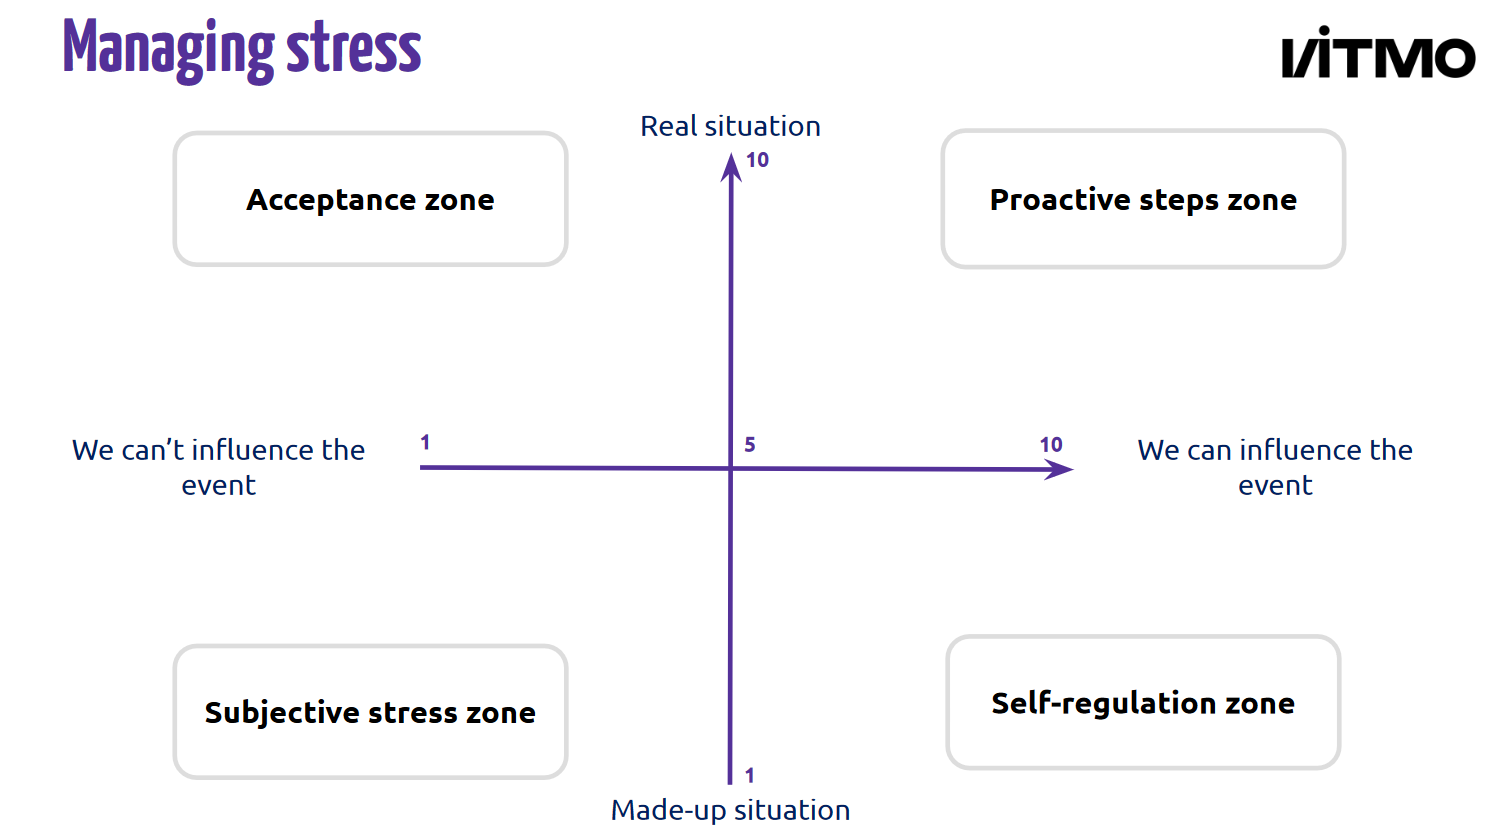 Managing stress
ITMO
Real situation
10
Acceptance zone
Proactive steps zone
We can’t influence the
event
1
5
10
We can influence the
event
Subjective stress zone
Self-regulation zone
1
Made-up situation